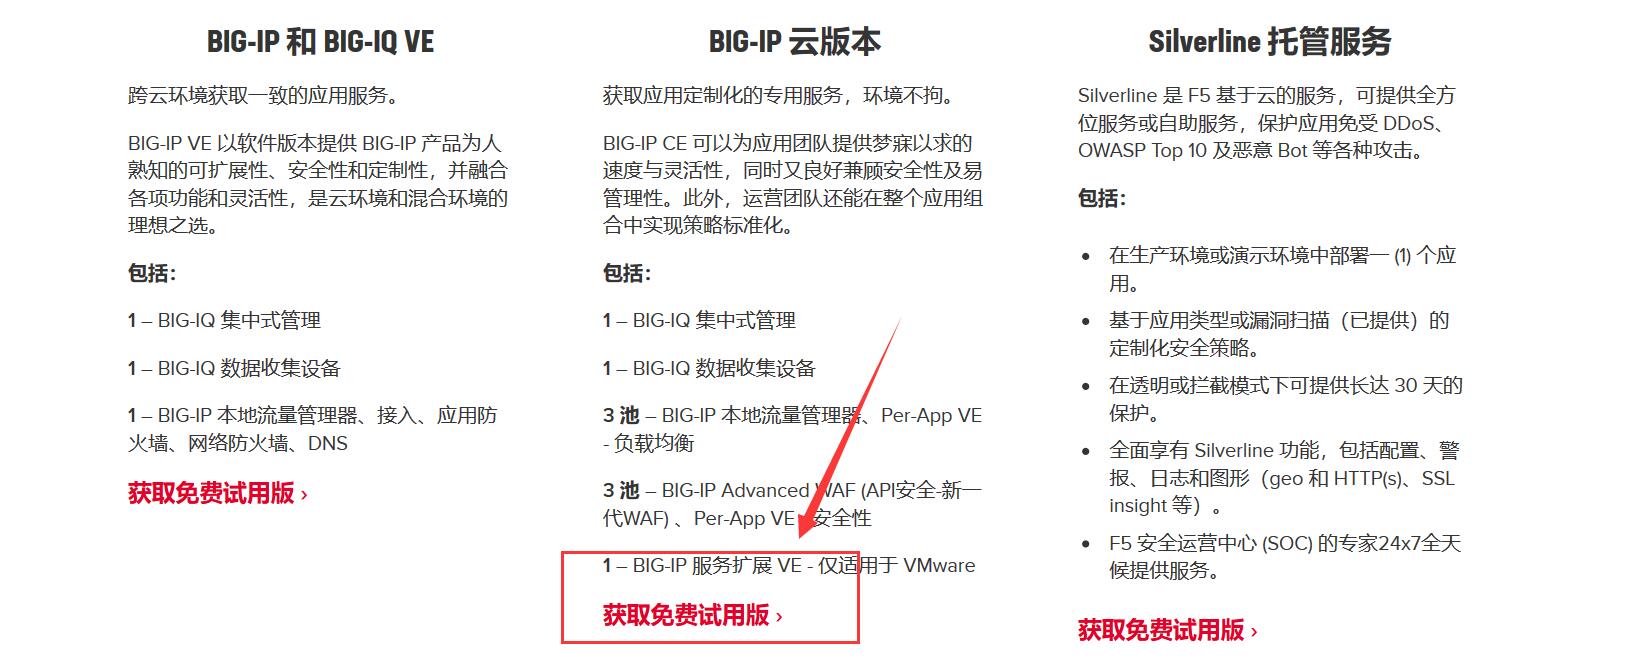 BIG-IP 和 BIG-IQ VE
跨云环境获取一致的应用服务。
BIG-IP VE 以软件版本提供 BIG-IP 产品为人
熟知的可扩展性、安全性和定制性，并融合
各项功能和灵活性，是云环境和混合环境的
理想之选。
包括：
1 – BIG-IQ 集中式管理
1 – BIG-IQ 数据收集设备
1 – BIG-IP 本地流量管理器、接入、应用防
火墙、网络防火墙、DNS
获取免费试用版 ›
BIG-IP 云版本
获取应用定制化的专用服务，环境不拘。
BIG-IP CE 可以为应用团队提供梦寐以求的
速度与灵活性，同时又良好兼顾安全性及易
管理性。此外，运营团队还能在整个应用组
合中实现策略标准化。
包括：
1 – BIG-IQ 集中式管理
1 – BIG-IQ 数据收集设备
3 池 – BIG-IP 本地流量管理器、Per-App VE
- 负载均衡
3 池 – BIG-IP Advanced WAF (API安全-新一
代WAF) 、Per-App VE - 安全性
1 – BIG-IP 服务扩展 VE - 仅适用于 VMware
获取免费试用版 ›
Silverline 托管服务
Silverline 是 F5 基于云的服务，可提供全方
位服务或自助服务，保护应用免受 DDoS、
OWASP Top 10 及恶意 Bot 等各种攻击。
包括：
• 在生产环境或演示环境中部署一 (1) 个应
用。
• 基于应用类型或漏洞扫描（已提供）的
定制化安全策略。
• 在透明或拦截模式下可提供长达 30 天的
保护。
• 全面享有 Silverline 功能，包括配置、警
报、日志和图形（geo 和 HTTP(s)、SSL
insight 等）。
• F5 安全运营中心 (SOC) 的专家24x7全天
候提供服务。
获取免费试用版 ›